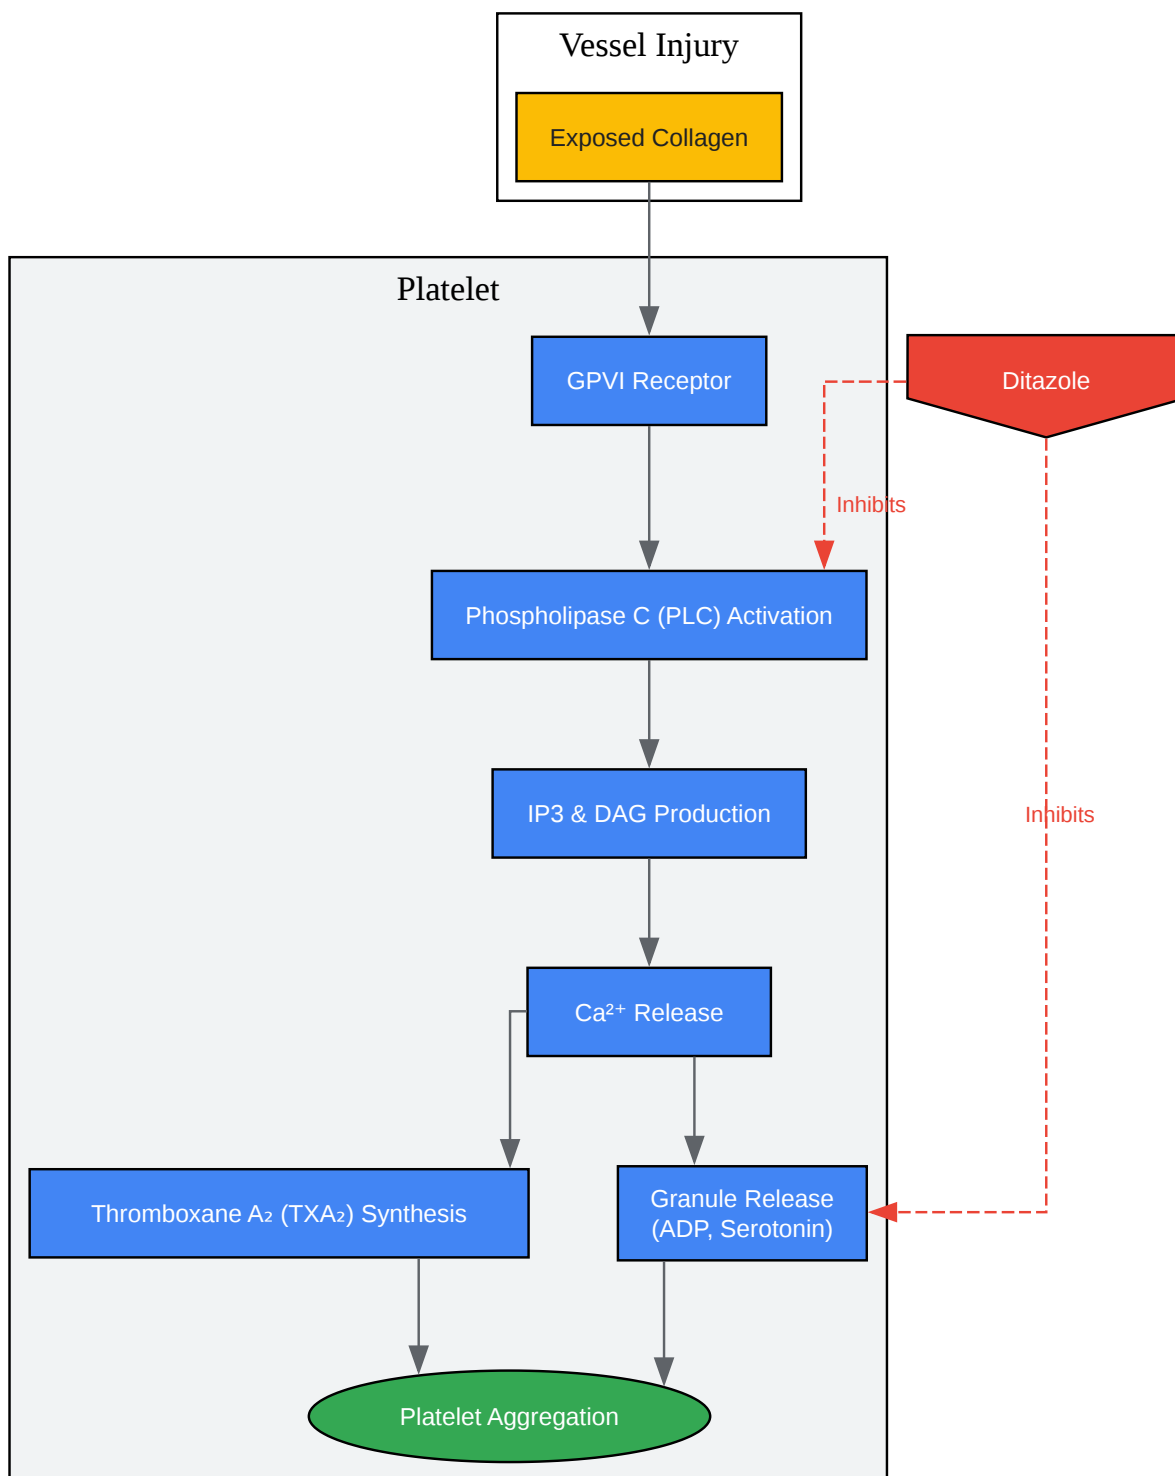 Vessel Injury
Exposed Collagen
Platelet
GPVI Receptor
Ditazole
Inhibits
Phospholipase C (PLC) Activation
IP3 & DAG Production
Inhibits
Ca²⁺ Release
Thromboxane A₂ (TXA₂) Synthesis
Granule Release
(ADP, Serotonin)
Platelet Aggregation